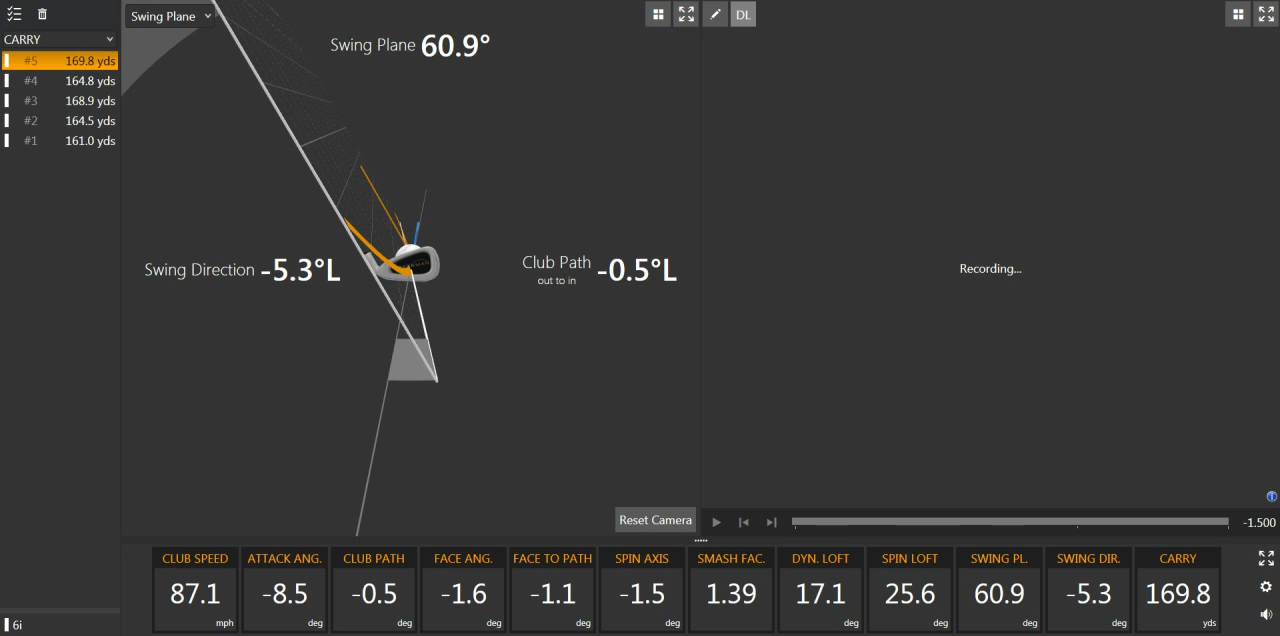 Swing Plane
DL
CARRY
#5 169.8 yds
#4 164.8 yds
#3 168.9 yds
#2 164.5 yds
#1 161.0 yds
Swing Plane 60.9°
Swing Direction -5.3°L
Club Path -0.5°L
out to in
Recording...
Reset Camera
-1.500
CLUB SPEED ATTACK ANG. CLUB PATH FACE ANG. FACE TO PATH SPIN AXIS SMASH FAC. DYN. LOFT SPIN LOFT SWING PL. SWING DIR. CARRY
87.1 -8.5 -0.5 -1.6 -1.1 -1.5 1.39 17.1 25.6 60.9 -5.3 169.8
mph deg deg deg deg deg deg deg deg deg yds
6i